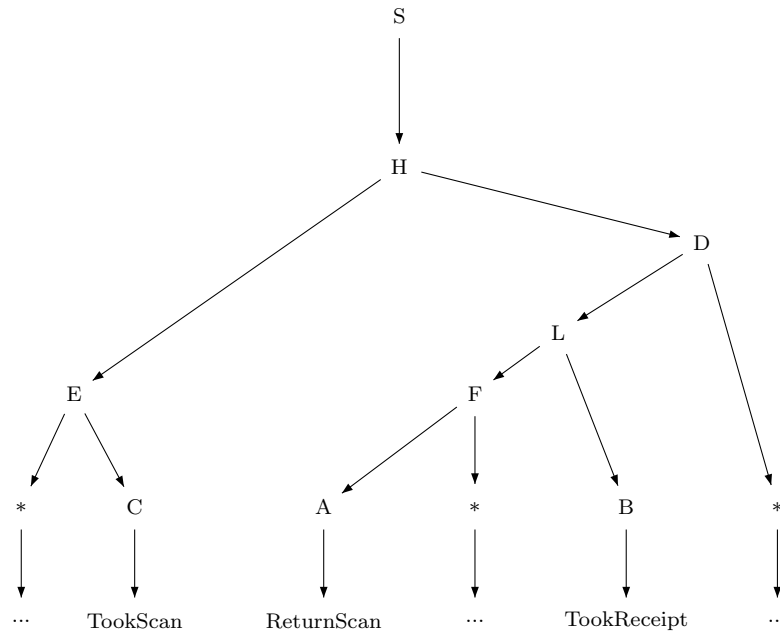 S
H
D
L
E
F
* C A * B *
... TookScan ReturnScan ... TookReceipt ...